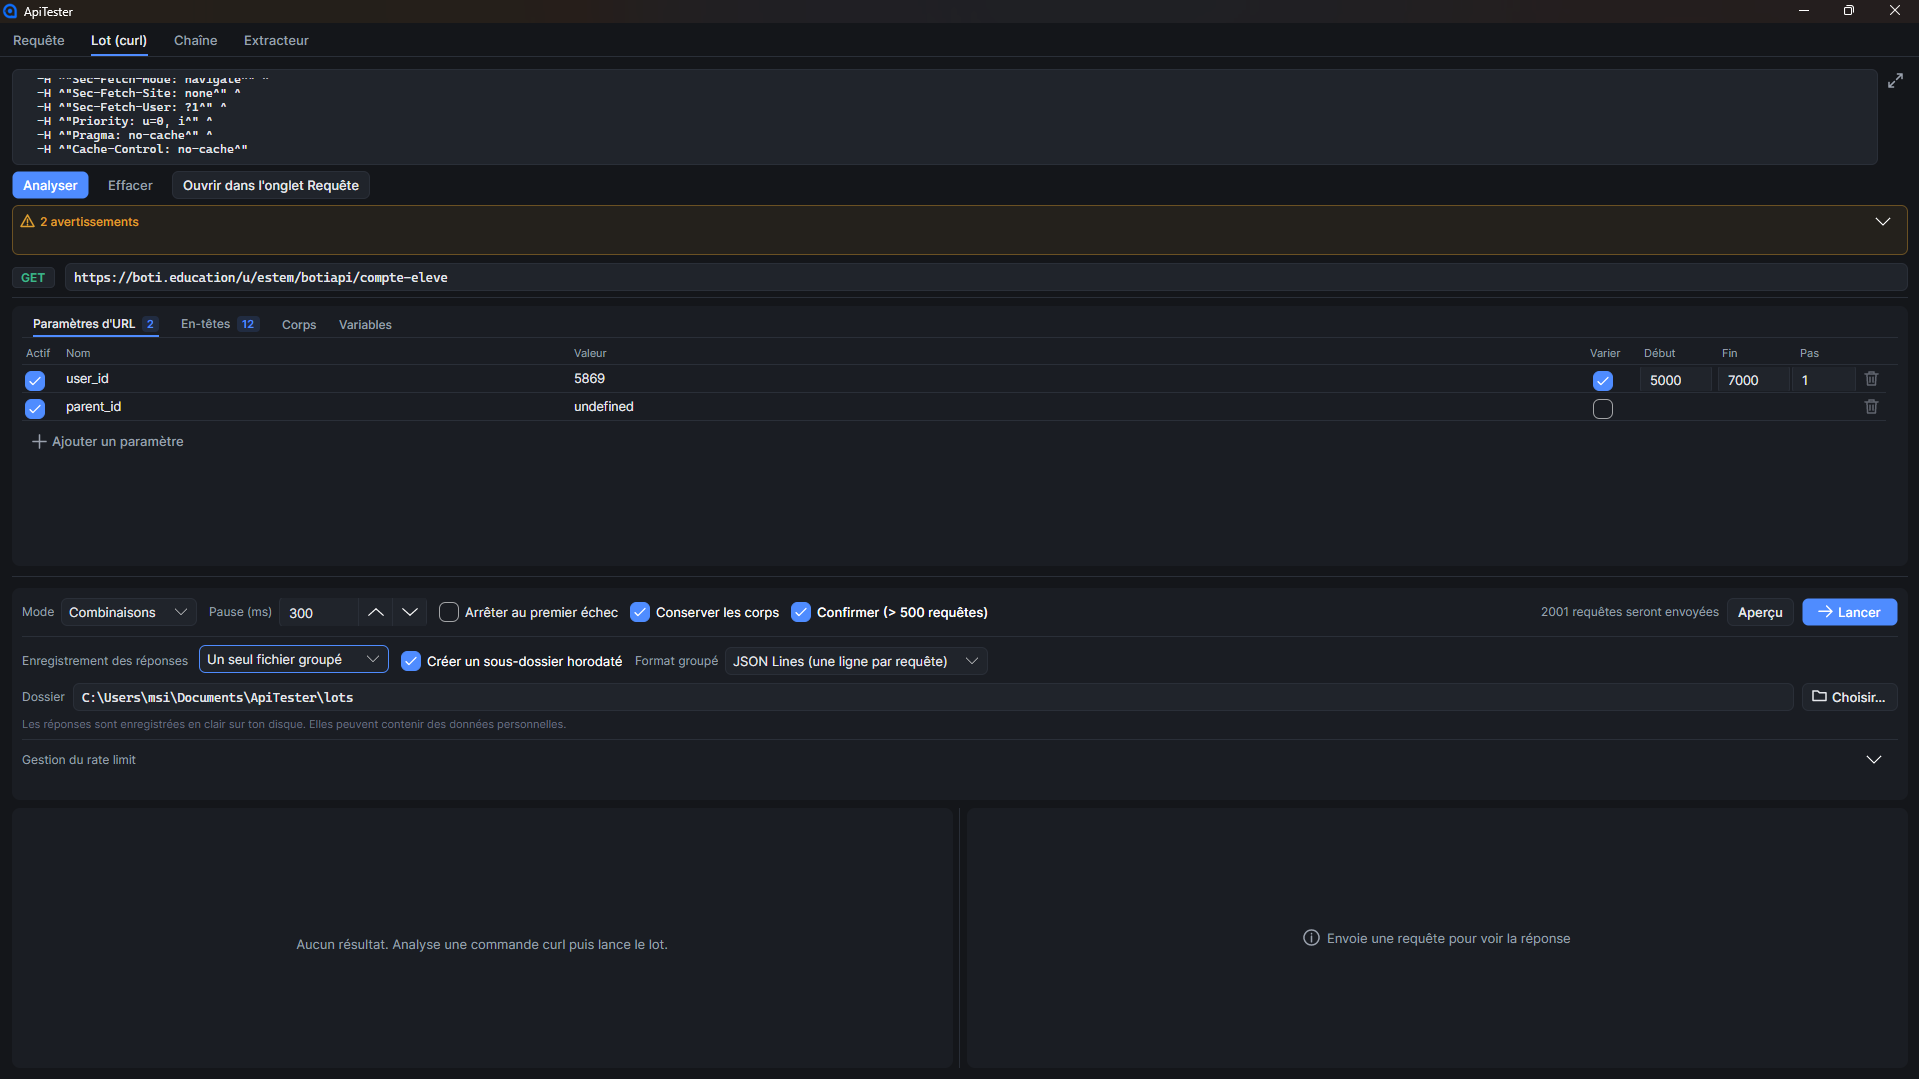 ApiTester
Requête Lot (curl) Chaîne Extracteur
-H ^"Sec-Fetch-Mode: navigate^" ^
-H ^"Sec-Fetch-Site: none^" ^
-H ^"Sec-Fetch-User: ?1^" ^
-H ^"Priority: u=0, i^" ^
-H ^"Pragma: no-cache^" ^
-H ^"Cache-Control: no-cache^"
Analyser Effacer Ouvrir dans l'onglet Requête
2 avertissements
GET https://boti.education/u/estem/botiapi/compte-eleve
Paramètres d'URL 2 En-têtes 12 Corps Variables
Actif Nom Valeur Varier Début Fin Pas
user_id 5869 5000 7000 1
parent_id undefined
Ajouter un paramètre
Mode Combinaisons Pause (ms) 300 Arrêter au premier échec Conserver les corps Confirmer (> 500 requêtes) 2001 requêtes seront envoyées Aperçu Lancer
Enregistrement des réponses Un seul fichier groupé Créer un sous-dossier horodaté Format groupé JSON Lines (une ligne par requête)
Dossier C:\Users\msi\Documents\ApiTester\lots Choisir...
Les réponses sont enregistrées en clair sur ton disque. Elles peuvent contenir des données personnelles.
Gestion du rate limit
Aucun résultat. Analyse une commande curl puis lance le lot.
Envoie une requête pour voir la réponse